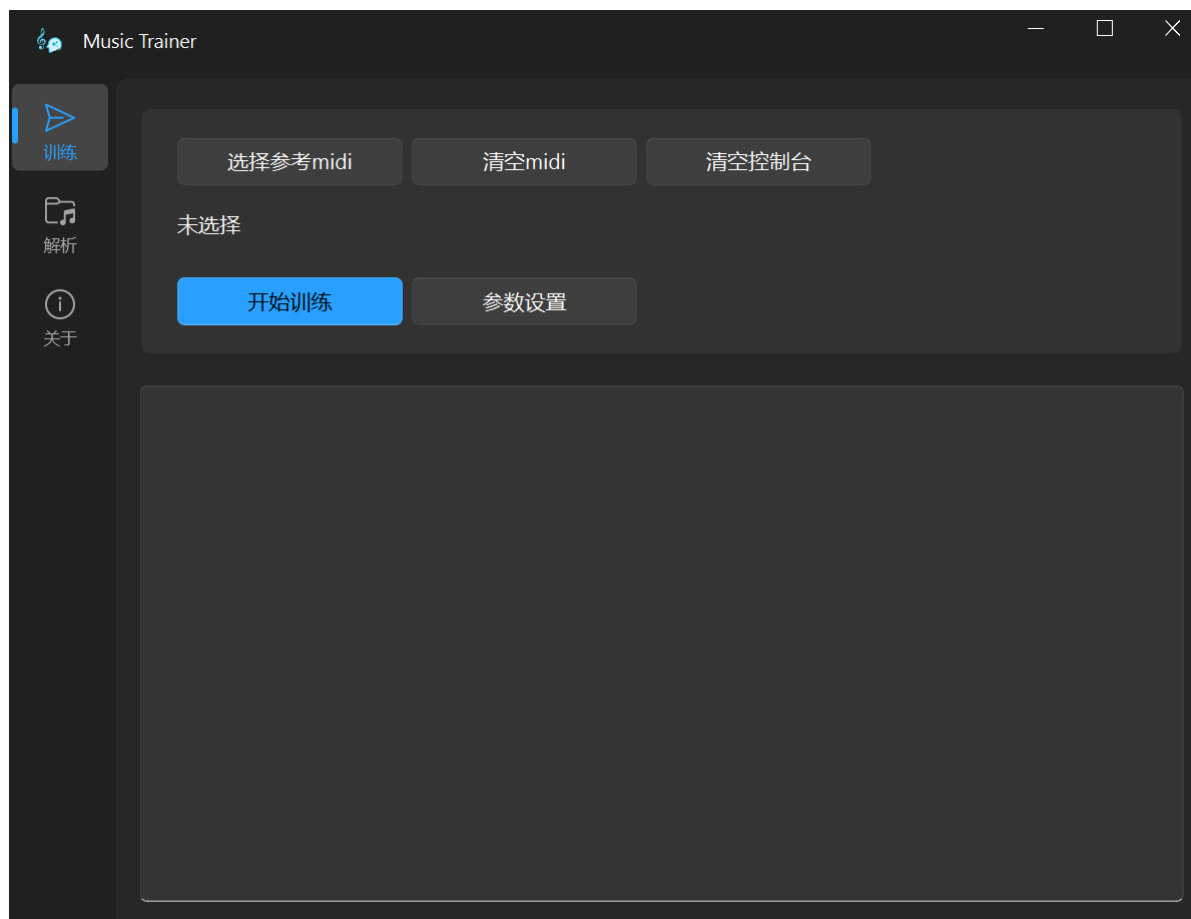 Music Trainer
训练
解析
关于
选择参考midi 清空midi 清空控制台
未选择
开始训练 参数设置